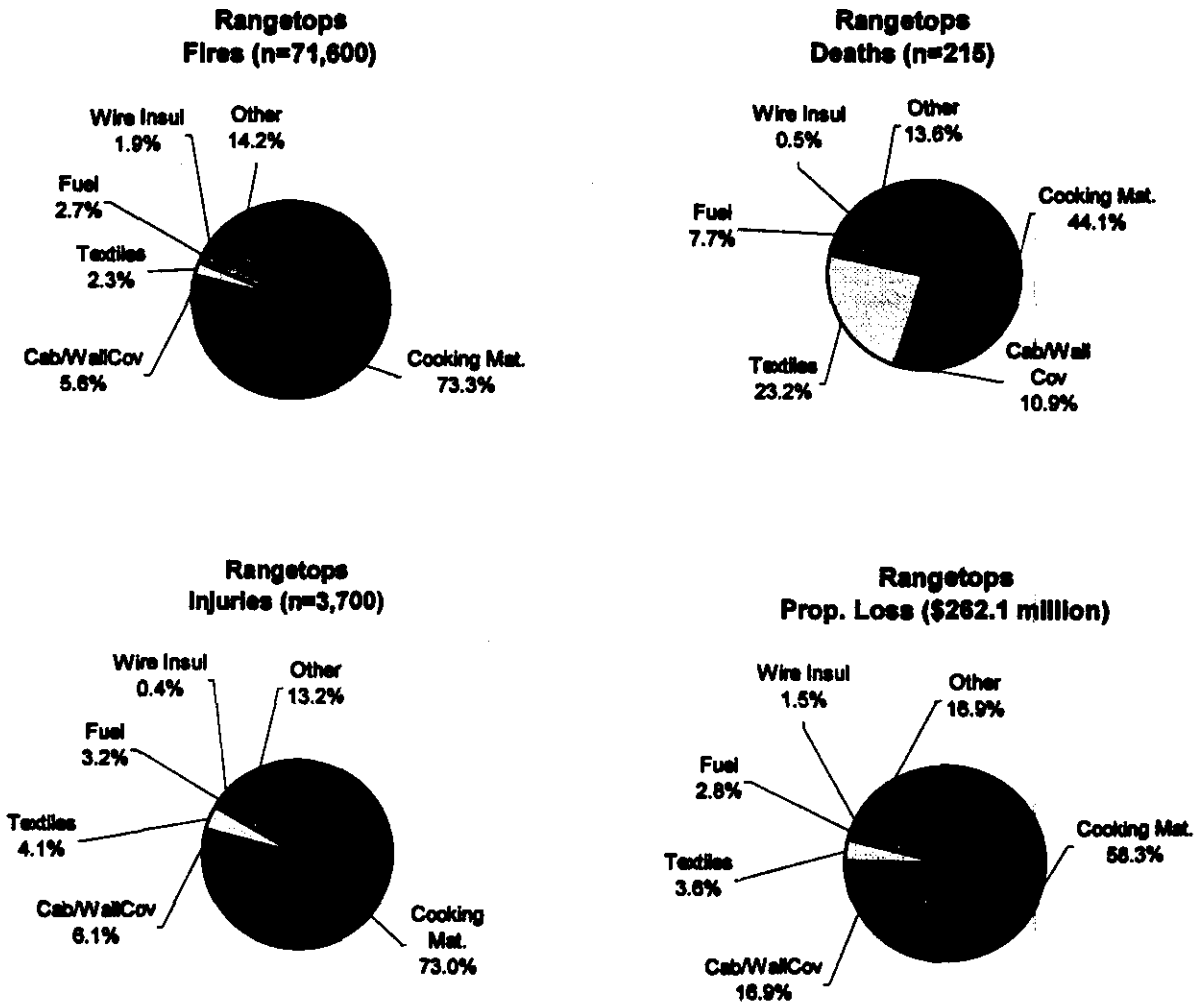 Rangetops
Fires (n=71,600)
Wire Insul
1.9%
Other
14.2%
Fuel
2.7%
Textiles
2.3%
Cab/WallCov
5.6%
Cooking Mat.
73.3%
Rangetops
Deaths (n=215)
Wire Insul
0.5%
Other
13.6%
Cooking Mat.
44.1%
Fuel
7.7%
Textiles
23.2%
Cab/Wall
Cov
10.9%
Rangetops
Injuries (n=3,700)
Wire Insul
0.4%
Other
13.2%
Fuel
3.2%
Textiles
4.1%
Cab/WallCov
6.1%
Cooking
Mat.
73.0%
Rangetops
Prop. Loss ($262.1 million)
Wire Insul
1.5%
Other
16.9%
Fuel
2.8%
Cooking Mat.
58.3%
Textiles
3.6%
Cab/WallCov
16.9%